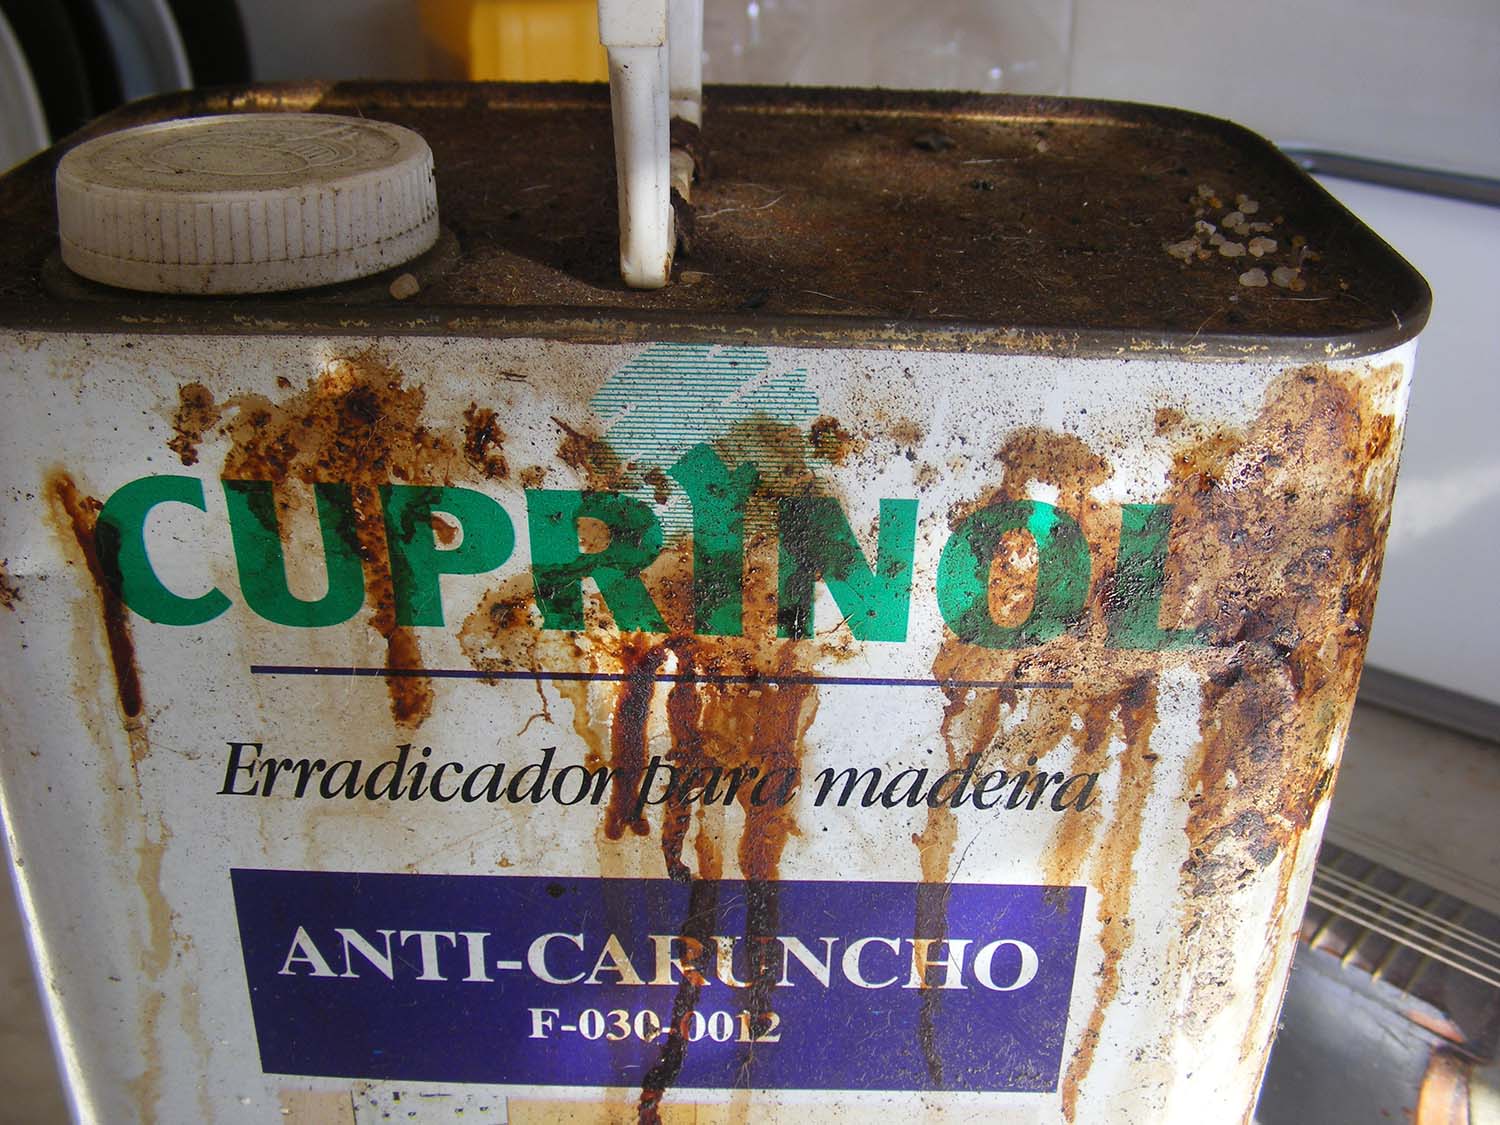 CUPRINOL
Erradicador para madeira
ANTI-CARUNCHO
F-030-0012